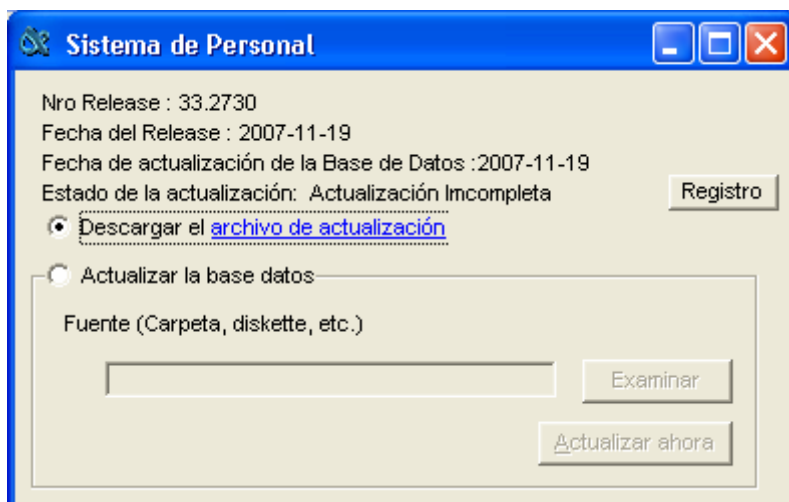 Sistema de Personal
Nro Release : 33.2730
Fecha del Release : 2007-11-19
Fecha de actualización de la Base de Datos :2007-11-19
Estado de la actualización: Actualización Imcompleta
Registro
Descargar el archivo de actualización
Actualizar la base datos
Fuente (Carpeta, diskette, etc.)
Examinar
Actualizar ahora